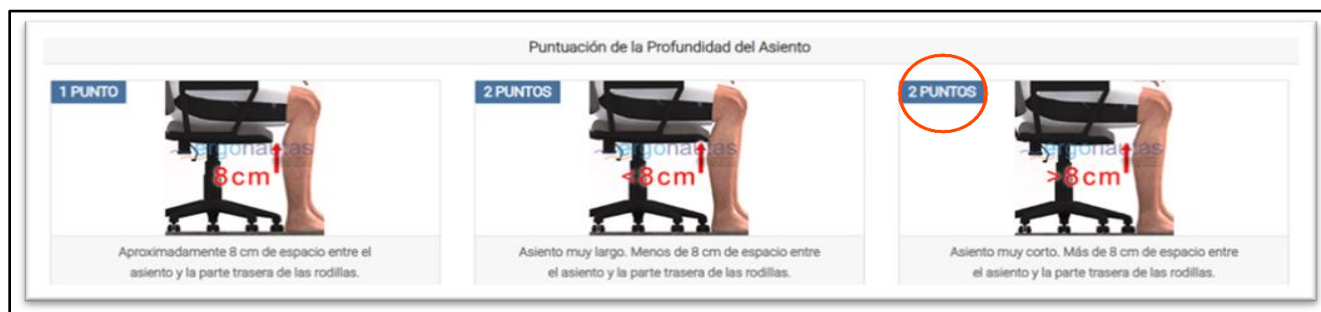 Puntuación de la Profundidad del Asiento
1 PUNTO
ergonautas
8cm
Aproximadamente 8 cm de espacio entre el
asiento y la parte trasera de las rodillas.
2 PUNTOS
ergonautas
<8cm
Asiento muy largo. Menos de 8 cm de espacio entre
el asiento y la parte trasera de las rodillas.
2 PUNTOS
ergonautas
>8cm
Asiento muy corto. Más de 8 cm de espacio entre
el asiento y la parte trasera de las rodillas.